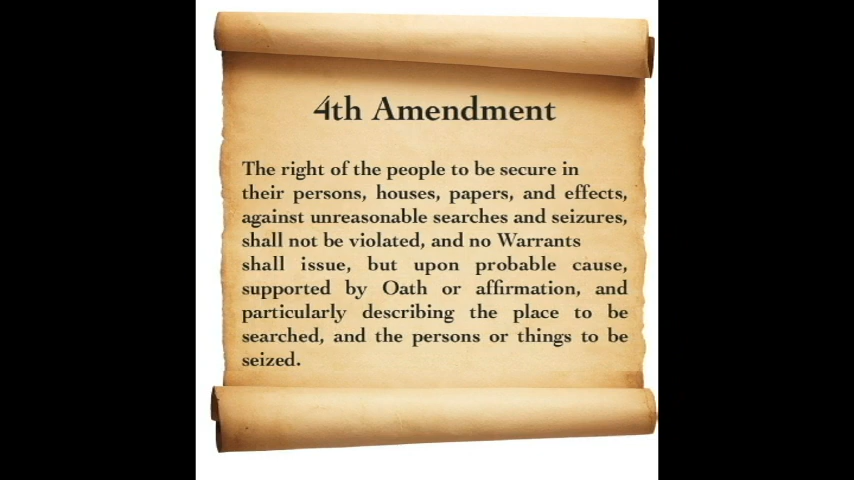 4th Amendment
The right of the people to be secure in
their persons, houses, papers, and effects,
against unreasonable searches and seizures,
shall not be violated, and no Warrants
shall issue, but upon probable cause,
supported by Oath or affirmation, and
particularly describing the place to be
searched, and the persons or things to be
seized.